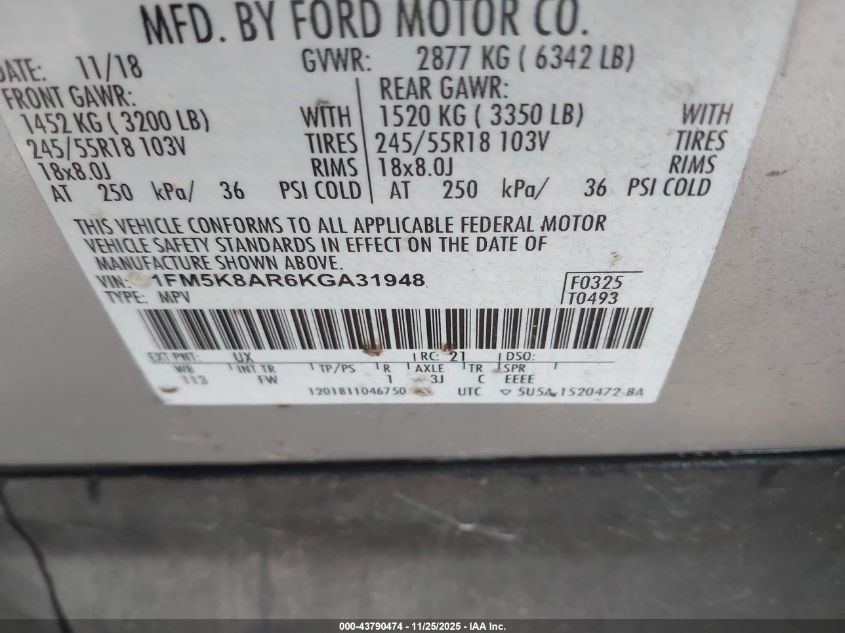 MFD. BY FORD MOTOR CO.
DATE: 11/18 GVWR: 2877 KG ( 6342 LB)
FRONT GAWR: REAR GAWR:
1452 KG ( 3200 LB) WITH 1520 KG ( 3350 LB) WITH
245/55R18 103V TIRES 245/55R18 103V TIRES
18x8.0J RIMS 18x8.0J RIMS
AT 250 kPa/ 36 PSI COLD AT 250 kPa/ 36 PSI COLD
THIS VEHICLE CONFORMS TO ALL APPLICABLE FEDERAL MOTOR
VEHICLE SAFETY STANDARDS IN EFFECT ON THE DATE OF
MANUFACTURE SHOWN ABOVE.
VIN: 1FM5K8AR6KGA31948 F0325
TYPE: MPV T0493
EXT PNT: UX RC: 21 DSO:
WB INT TR TP/PS R AXLE TR SPR
113 FW 1 3J C EEEE
1201811046750 UTC ▽ 5U5A-1520472-BA
000-43790474 - 11/25/2025 - IAA Inc.